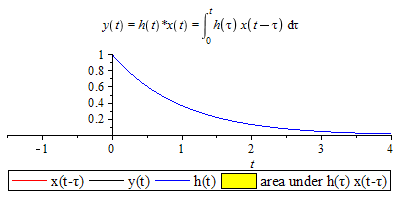 y(t) = h(t)*x(t) = ∫₀ᵗ h(τ) x(t−τ) dτ
1
0.8
0.6
0.4
0.2
−1 0 1 2 3 4
t
x(t-τ) y(t) h(t) area under h(τ) x(t-τ)